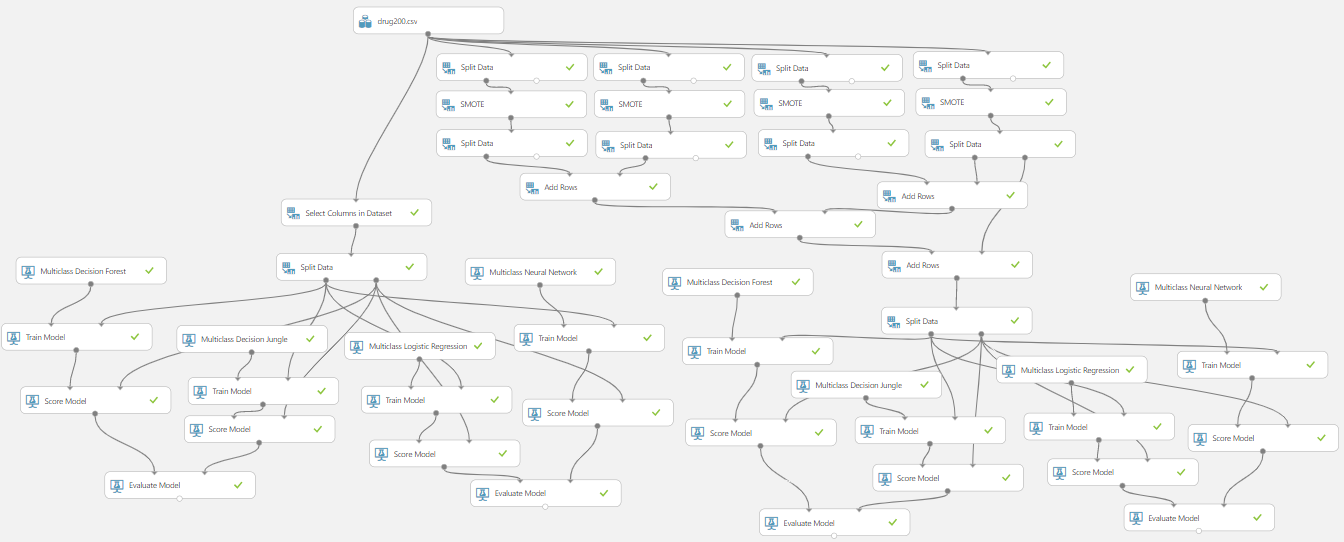 drug200.csv
Split Data
Split Data
Split Data
Split Data
SMOTE
SMOTE
SMOTE
SMOTE
Split Data
Split Data
Split Data
Split Data
Add Rows
Add Rows
Select Columns in Dataset
Add Rows
Multiclass Decision Forest
Split Data
Multiclass Neural Network
Add Rows
Multiclass Decision Forest
Multiclass Neural Network
Split Data
Train Model
Multiclass Decision Jungle
Multiclass Logistic Regression
Train Model
Train Model
Multiclass Decision Jungle
Multiclass Logistic Regression
Train Model
Score Model
Train Model
Train Model
Score Model
Score Model
Score Model
Score Model
Train Model
Train Model
Score Model
Evaluate Model
Evaluate Model
Score Model
Score Model
Evaluate Model
Evaluate Model